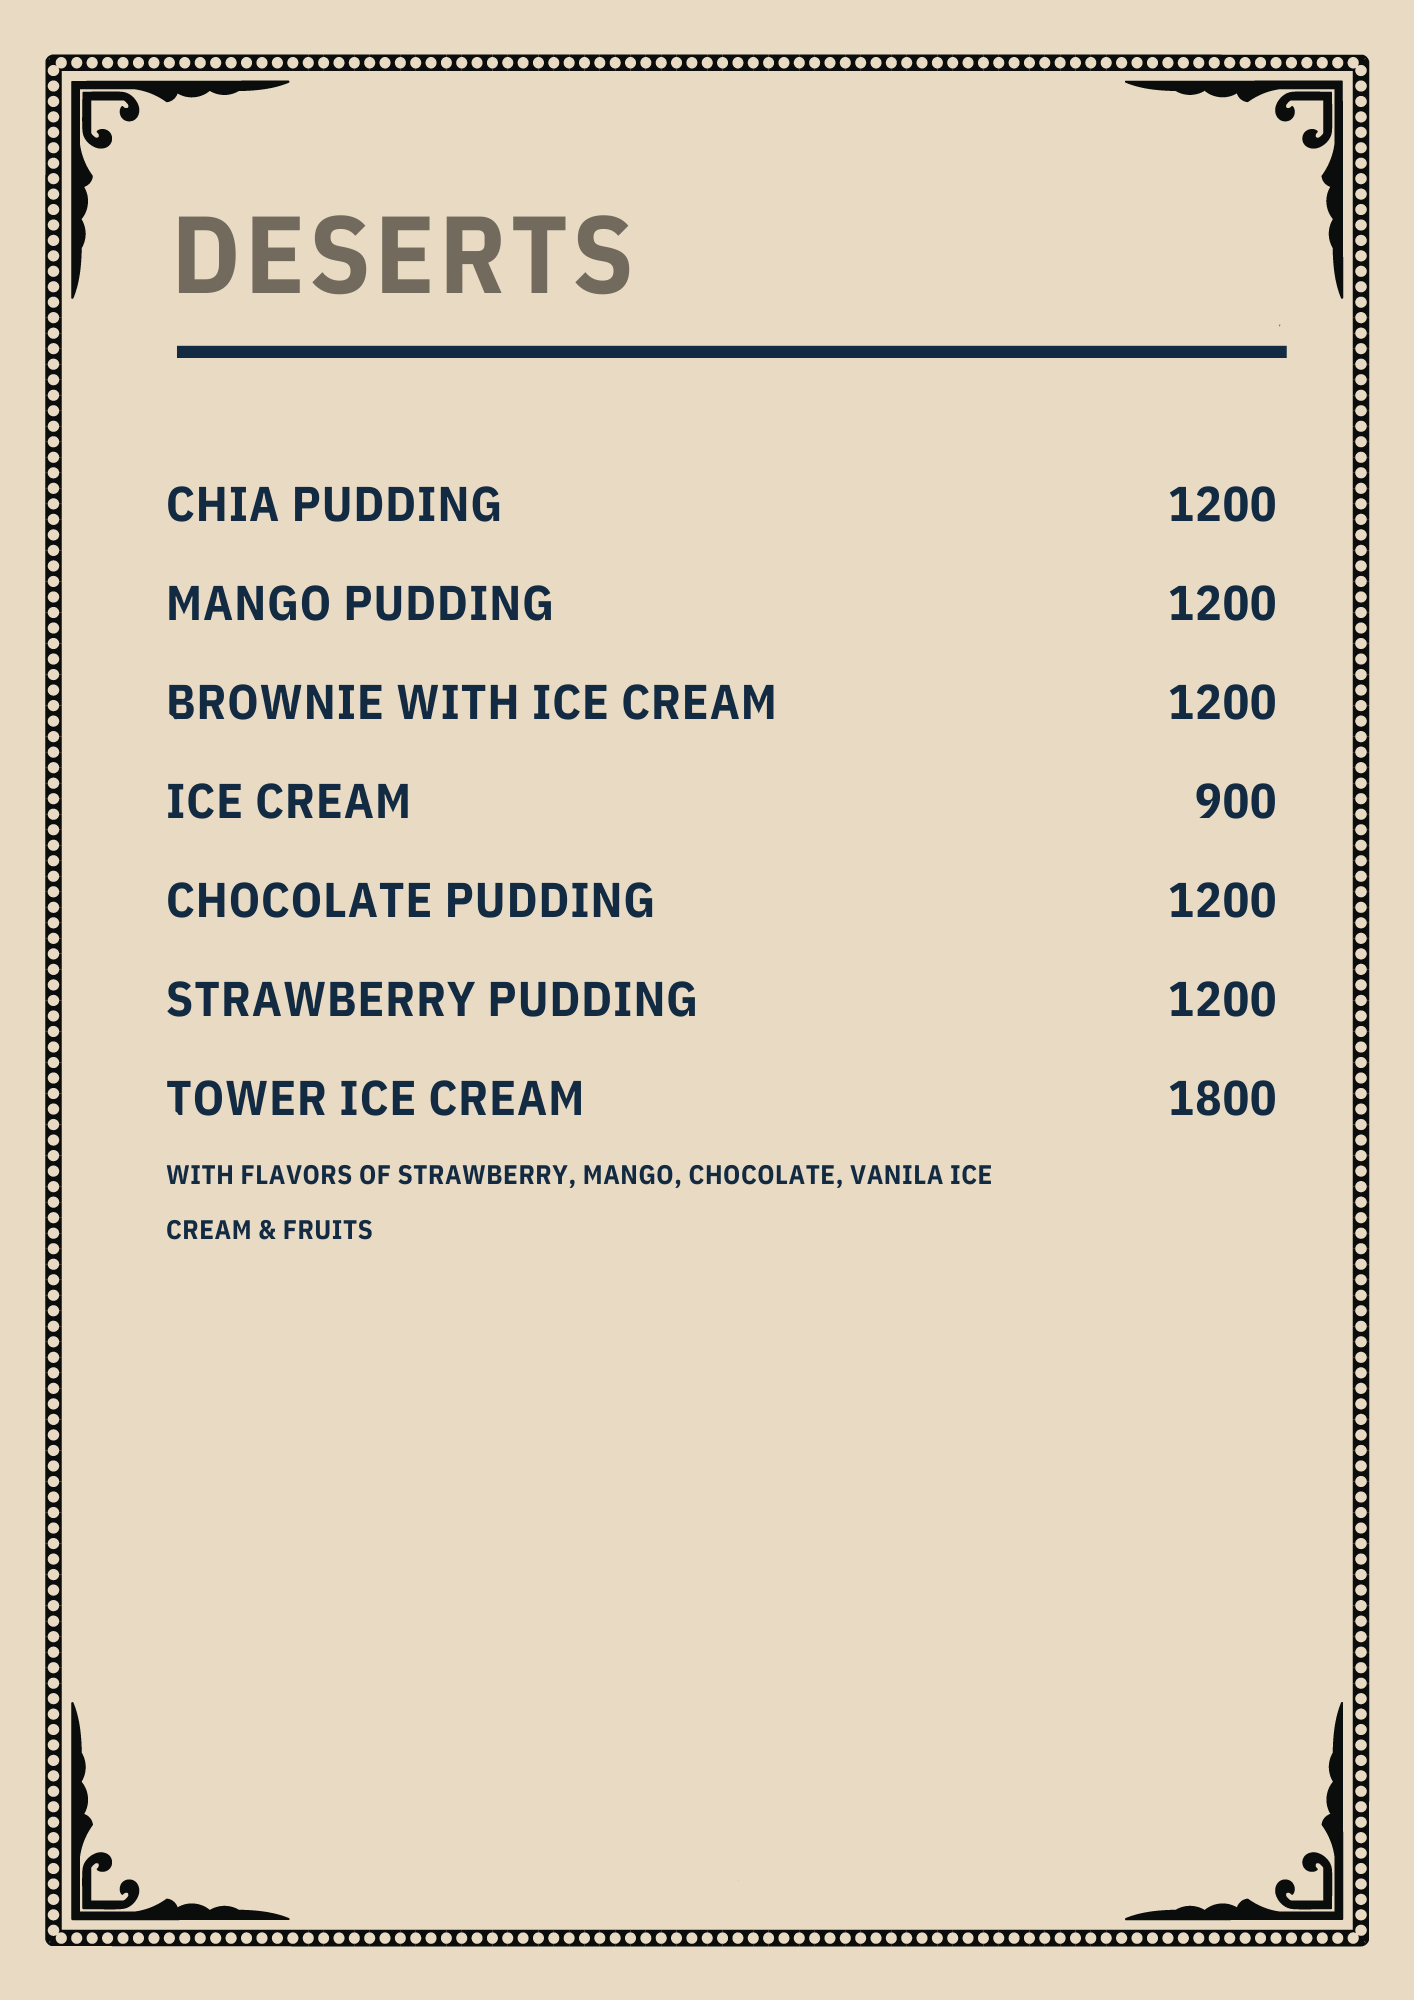 DESERTS
CHIA PUDDING 1200
MANGO PUDDING 1200
BROWNIE WITH ICE CREAM 1200
ICE CREAM 900
CHOCOLATE PUDDING 1200
STRAWBERRY PUDDING 1200
TOWER ICE CREAM 1800
WITH FLAVORS OF STRAWBERRY, MANGO, CHOCOLATE, VANILA ICE
CREAM & FRUITS